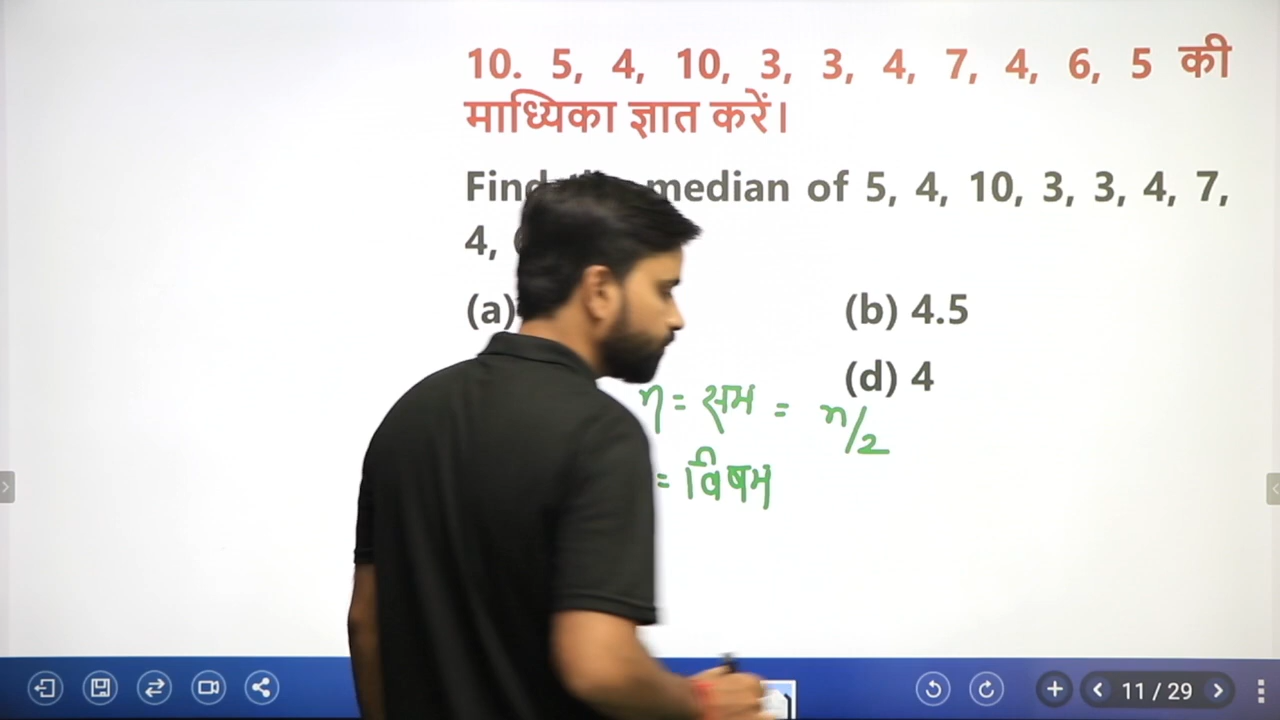 10. 5, 4, 10, 3, 3, 4, 7, 4, 6, 5 की
माध्यिका ज्ञात करें।
median of 5, 4, 10, 3, 3, 4, 7,
4,
(a)
(b) 4.5
(d) 4
n = सम = n/2
= विषम
11 / 29